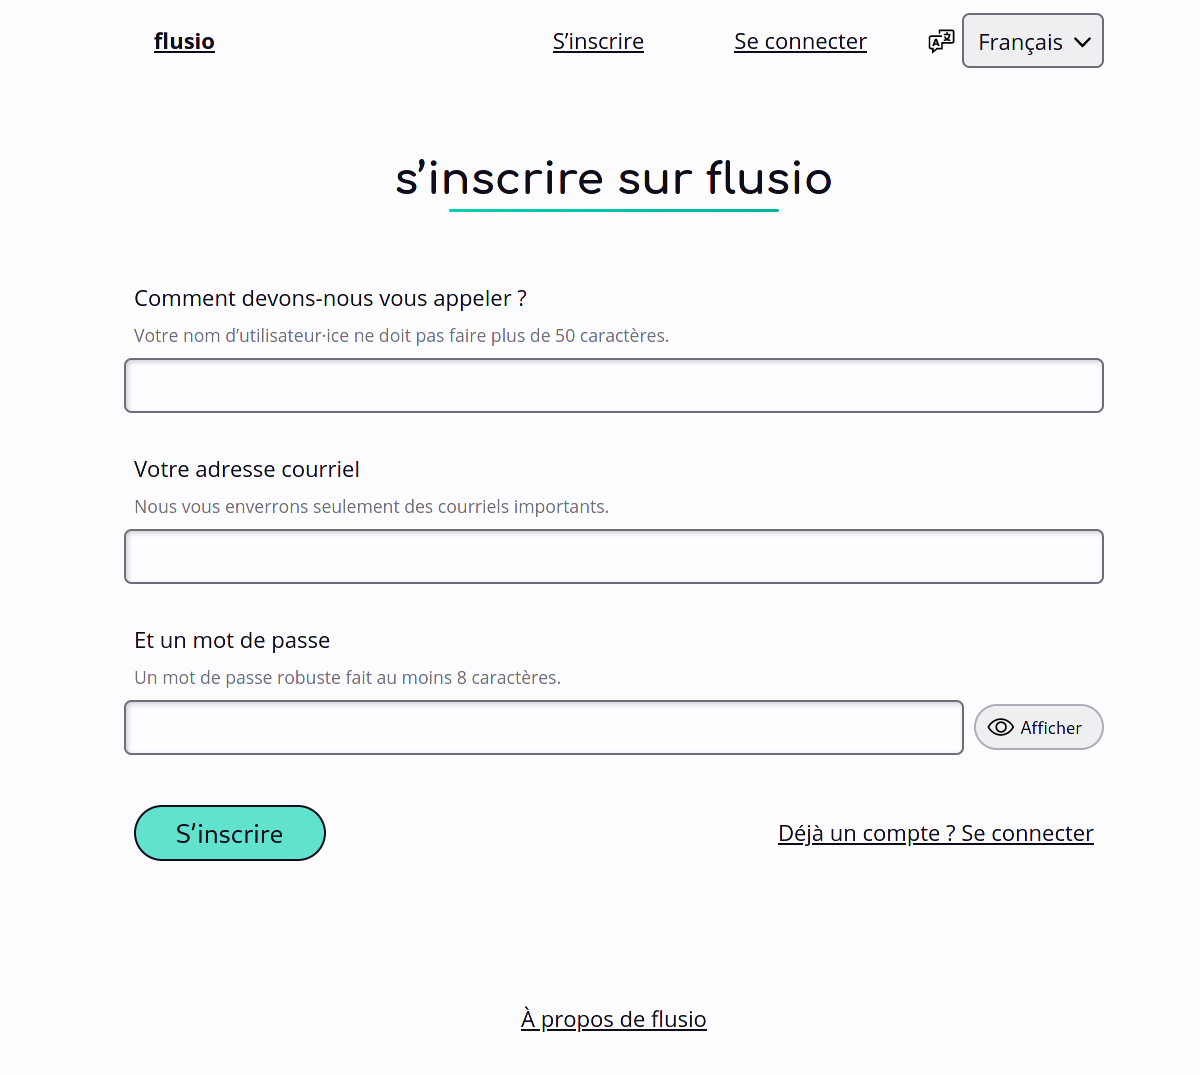 flusio
S’inscrire
Se connecter
Français
s’inscrire sur flusio
Comment devons-nous vous appeler ?
Votre nom d’utilisateur·ice ne doit pas faire plus de 50 caractères.
Votre adresse courriel
Nous vous enverrons seulement des courriels importants.
Et un mot de passe
Un mot de passe robuste fait au moins 8 caractères.
Afficher
S’inscrire
Déjà un compte ? Se connecter
À propos de flusio